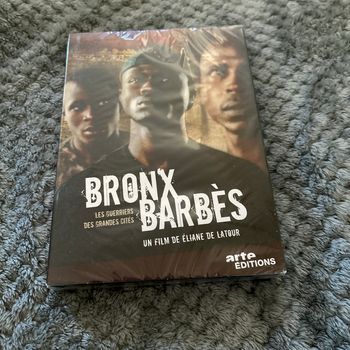 BRONX
LES GUERRIERS
DES GRANDES CITÉS
BARBÈS
UN FILM DE ÉLIANE DE LATOUR
arte
ÉDITIONS